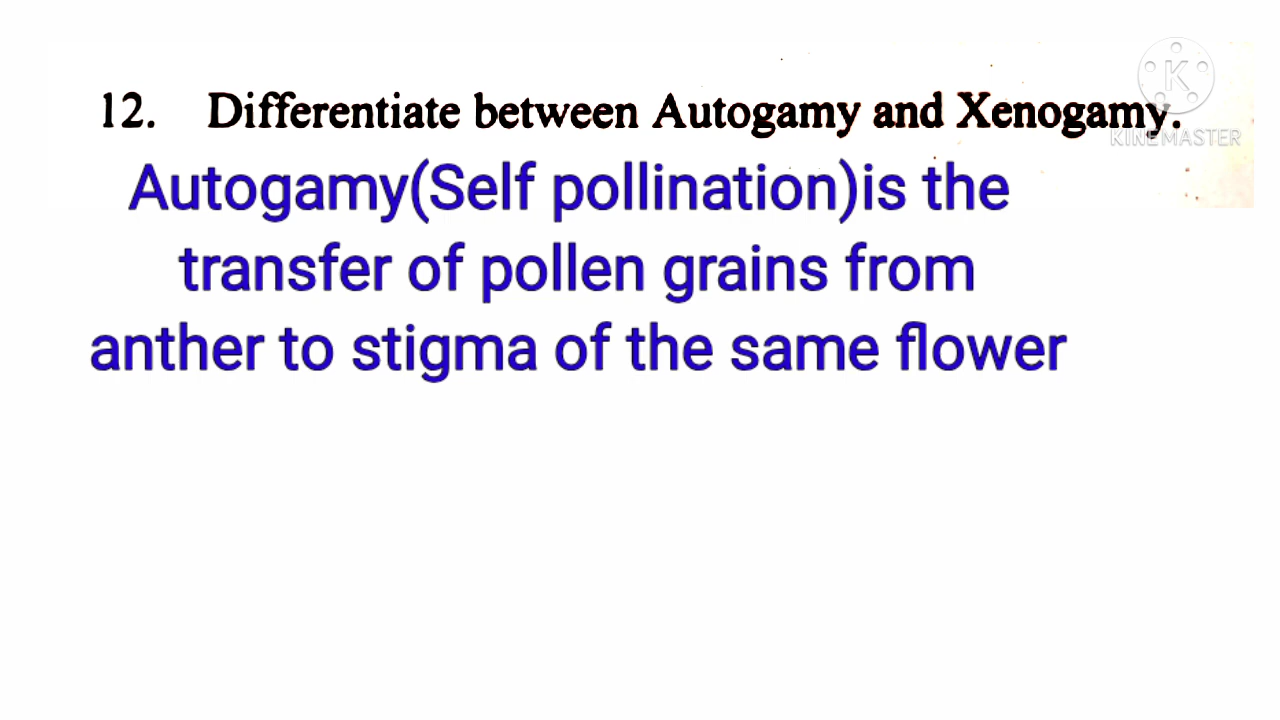 12. Differentiate between Autogamy and Xenogamy.
K
KINEMASTER
Autogamy(Self pollination)is the
transfer of pollen grains from
anther to stigma of the same flower